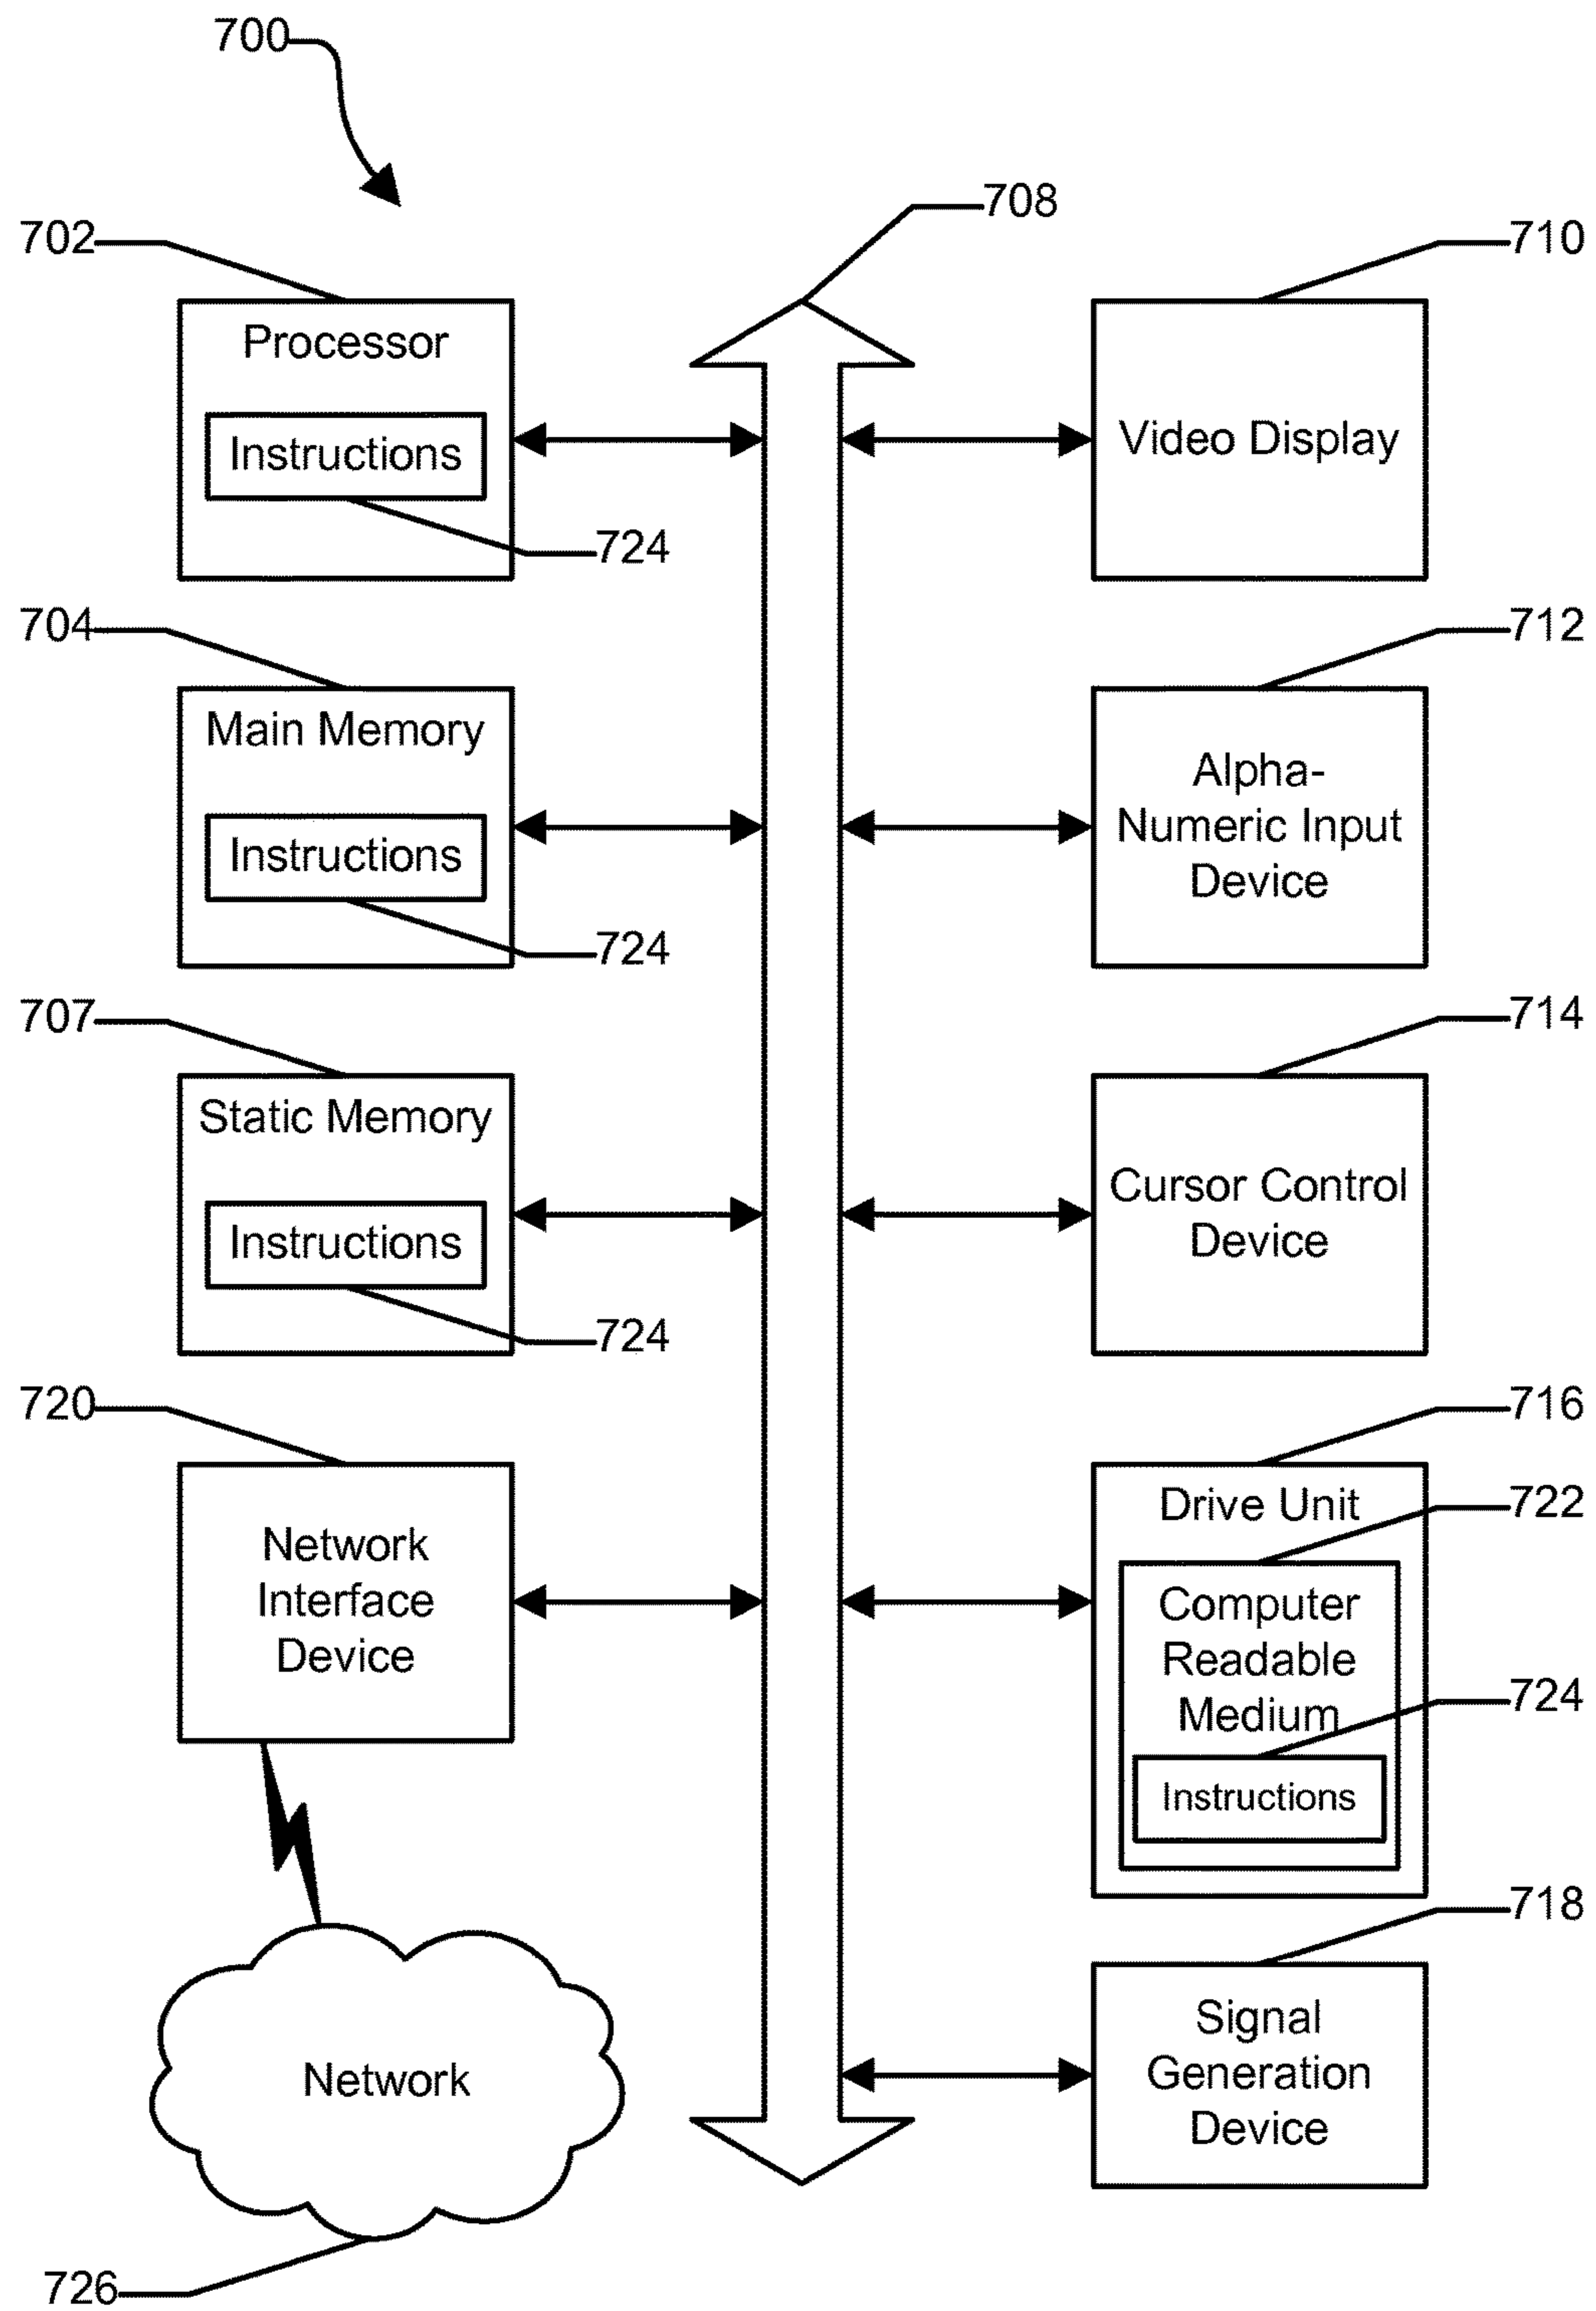 700
708
702
Processor
Instructions
724
704
Main Memory
Instructions
724
707
Static Memory
Instructions
724
720
Network
Interface
Device
Network
726
710
Video Display
712
Alpha-
Numeric Input
Device
714
Cursor Control
Device
716
Drive Unit
722
Computer
Readable
Medium
724
Instructions
718
Signal
Generation
Device